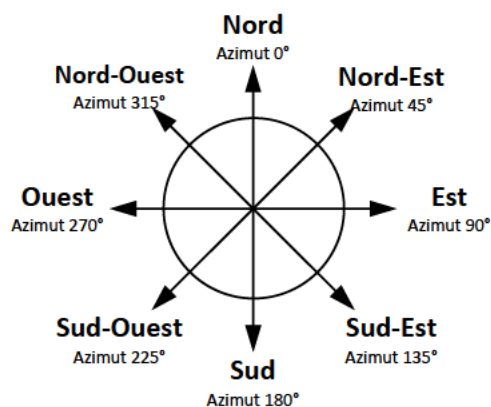 Nord
Azimut 0°
Nord-Ouest
Azimut 315°
Nord-Est
Azimut 45°
Ouest
Azimut 270°
Est
Azimut 90°
Sud-Ouest
Azimut 225°
Sud-Est
Azimut 135°
Sud
Azimut 180°